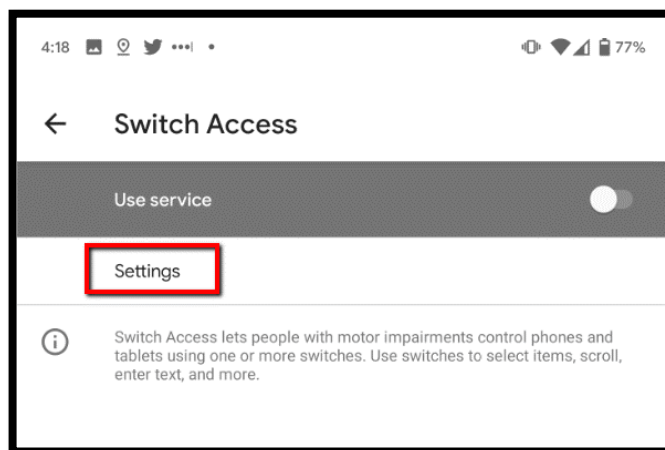 4:18 77%
Switch Access
Use service
Settings
Switch Access lets people with motor impairments control phones and
tablets using one or more switches. Use switches to select items, scroll,
enter text, and more.